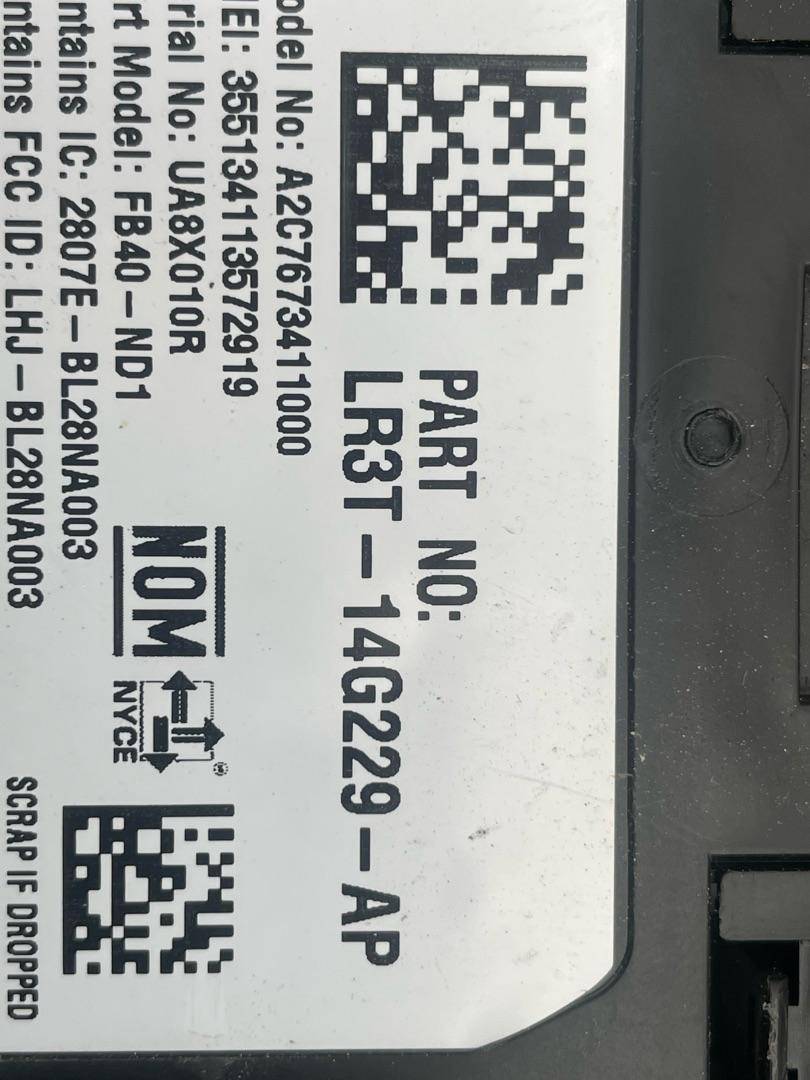 PART NO:
LR3T-14G229-AP
odel No: A2C7673411000
EI: 355134113572919
rial No: UA8X010R
rt Model: FB40-ND1
ntains IC: 2807E-BL28NA003
ntains FCC ID: LHJ-BL28NA003
NOM
NYCE
SCRAP IF DROPPED